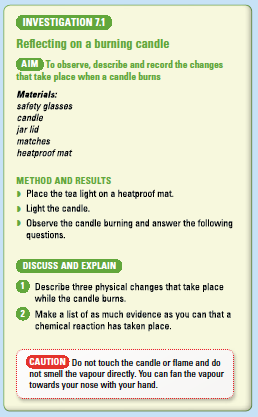 INVESTIGATION 7.1
Reflecting on a burning candle
AIM To observe, describe and record the changes
that take place when a candle burns
Materials:
safety glasses
candle
jar lid
matches
heatproof mat
METHOD AND RESULTS
Place the tea light on a heatproof mat.
Light the candle.
Observe the candle burning and answer the following
questions.
DISCUSS AND EXPLAIN
1 Describe three physical changes that take place
while the candle burns.
2 Make a list of as much evidence as you can that a
chemical reaction has taken place.
CAUTION Do not touch the candle or flame and do
not smell the vapour directly. You can fan the vapour
towards your nose with your hand.